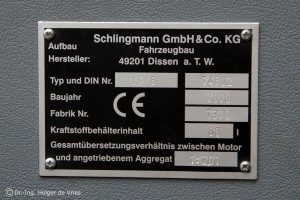 Schlingmann GmbH & Co. KG
Aufbau
Fahrzeugbau
Hersteller:
49201 Dissen a. T. W.
Typ und DIN Nr.
Baujahr
CE
Fabrik Nr.
Kraftstoffbehälterinhalt l
Gesamtübersetzungsverhältnis zwischen Motor
und angetriebenem Aggregat
© Dr.-Ing. Holger de Vries